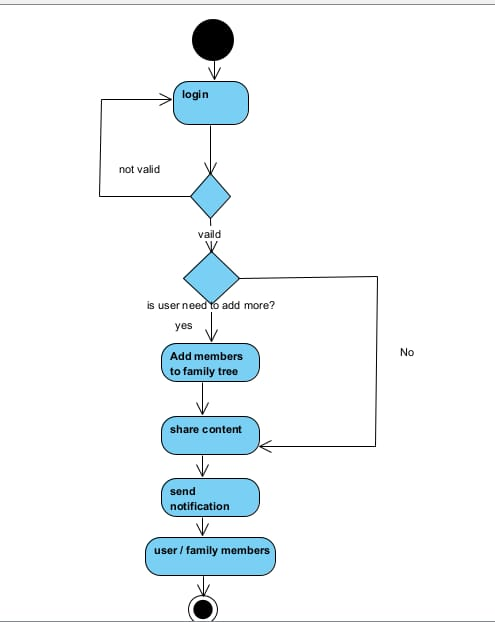 login
not valid
vaild
is user need to add more?
yes
No
Add members
to family tree
share content
send
notification
user / family members